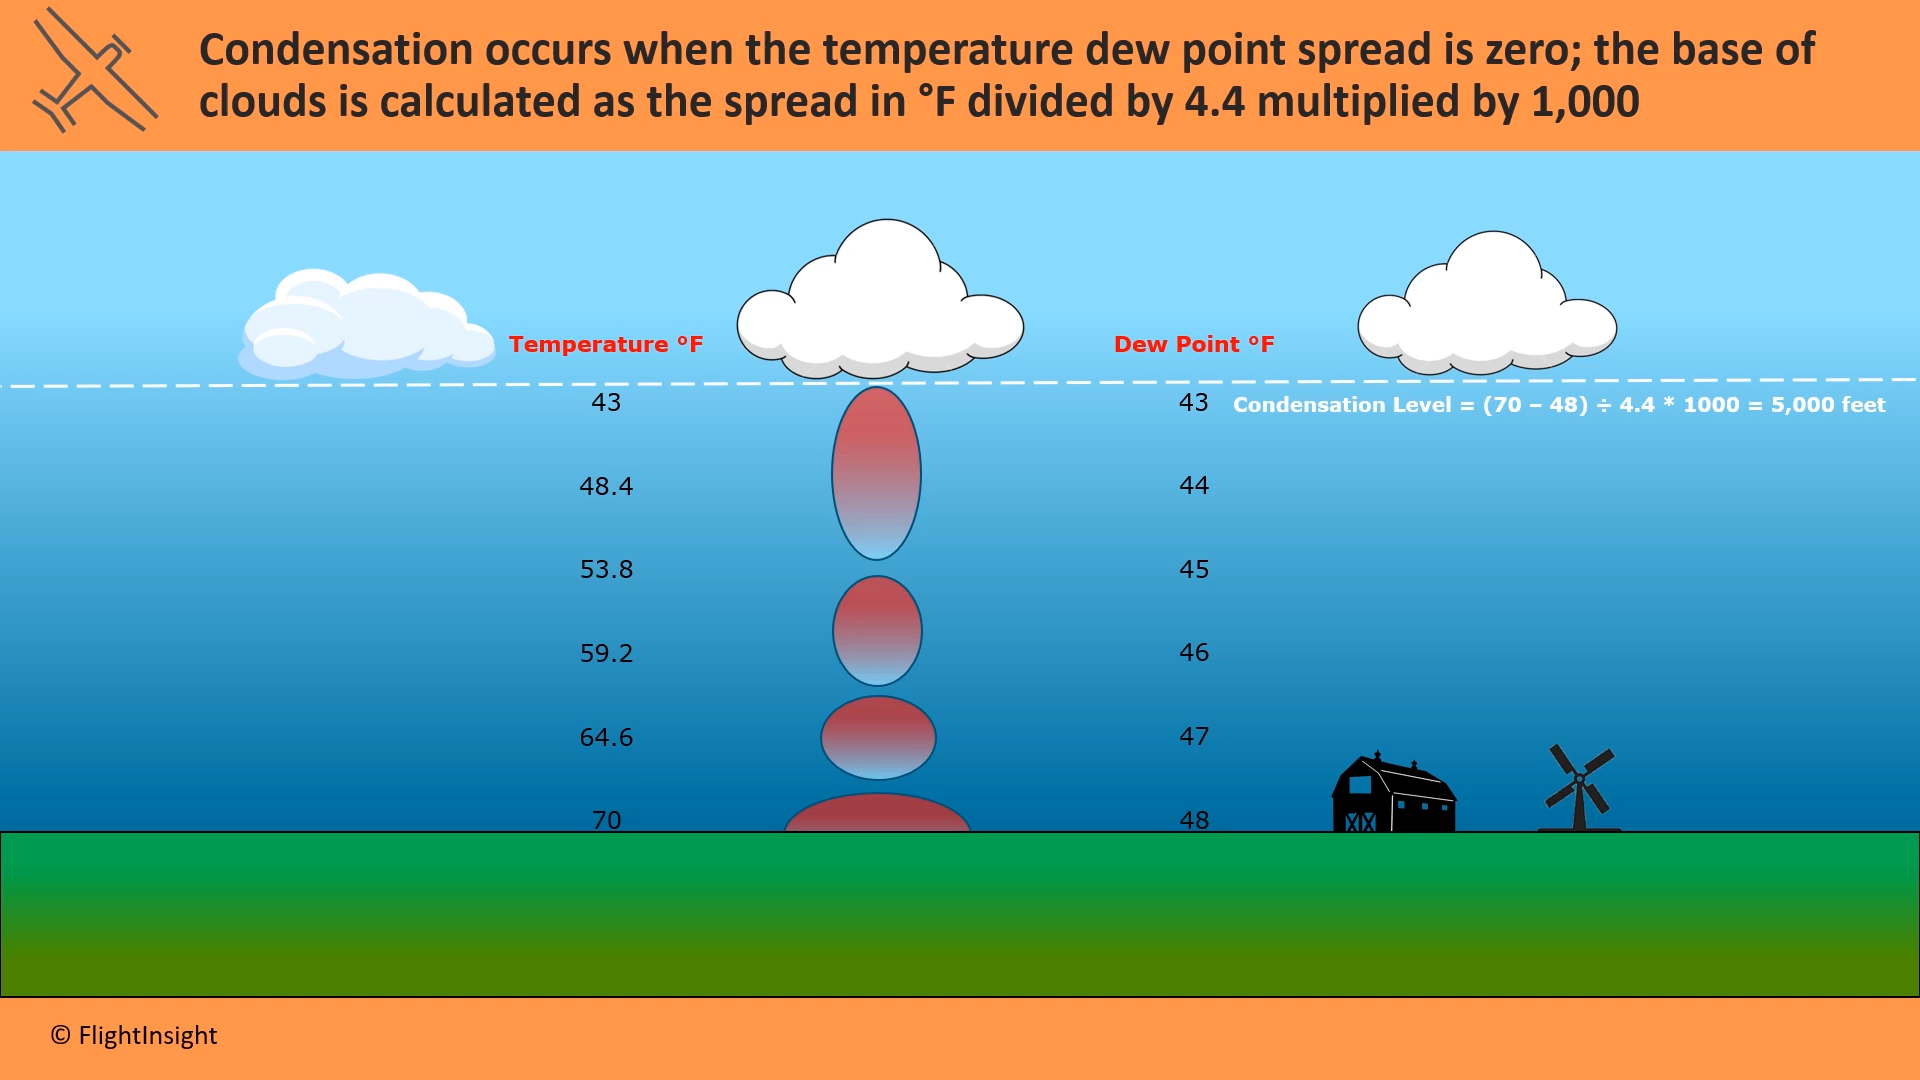 Condensation occurs when the temperature dew point spread is zero; the base of
clouds is calculated as the spread in °F divided by 4.4 multiplied by 1,000
Temperature °F
Dew Point °F
43
43
Condensation Level = (70 – 48) ÷ 4.4 * 1000 = 5,000 feet
48.4
44
53.8
45
59.2
46
64.6
47
70
48
© FlightInsight